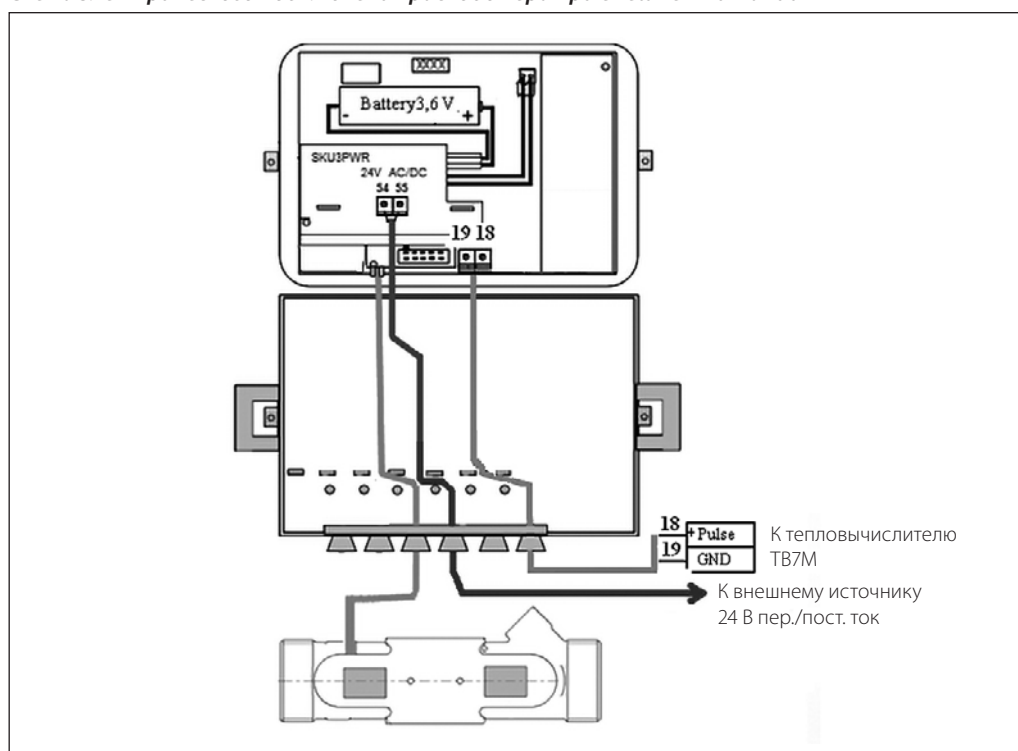 XXXX
Battery3,6 V
- +
SKU3PWR
24V AC/DC
54 55
19 18
18 +Pulse
19 GND
К тепловычислителю
ТВ7М
К внешнему источнику
24 В пер./пост. ток